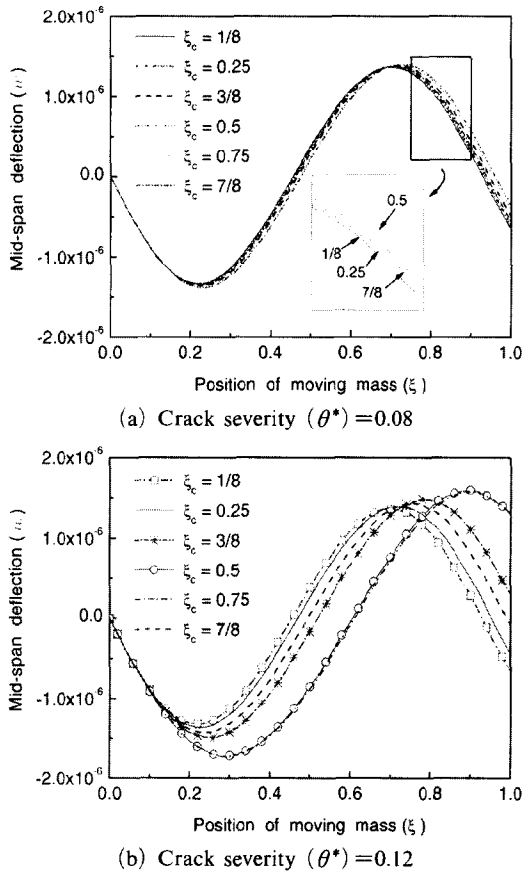 2.0x10⁻⁶
1.0x10⁻⁶
0.0
-1.0x10⁻⁶
-2.0x10⁻⁶
Mid-span deflection (w)
ξc = 1/8
ξc = 0.25
ξc = 3/8
ξc = 0.5
ξc = 0.75
ξc = 7/8
0.5
1/8
0.25
7/8
0.0 0.2 0.4 0.6 0.8 1.0
Position of moving mass (ξ)
(a) Crack severity (θ*)=0.08
2.0x10⁻⁶
1.0x10⁻⁶
0.0
-1.0x10⁻⁶
-2.0x10⁻⁶
Mid-span deflection
ξc = 1/8
ξc = 0.25
ξc = 3/8
ξc = 0.5
ξc = 0.75
ξc = 7/8
0.0 0.2 0.4 0.6 0.8 1.0
Position of moving mass (ξ)
(b) Crack severity (θ*)=0.12